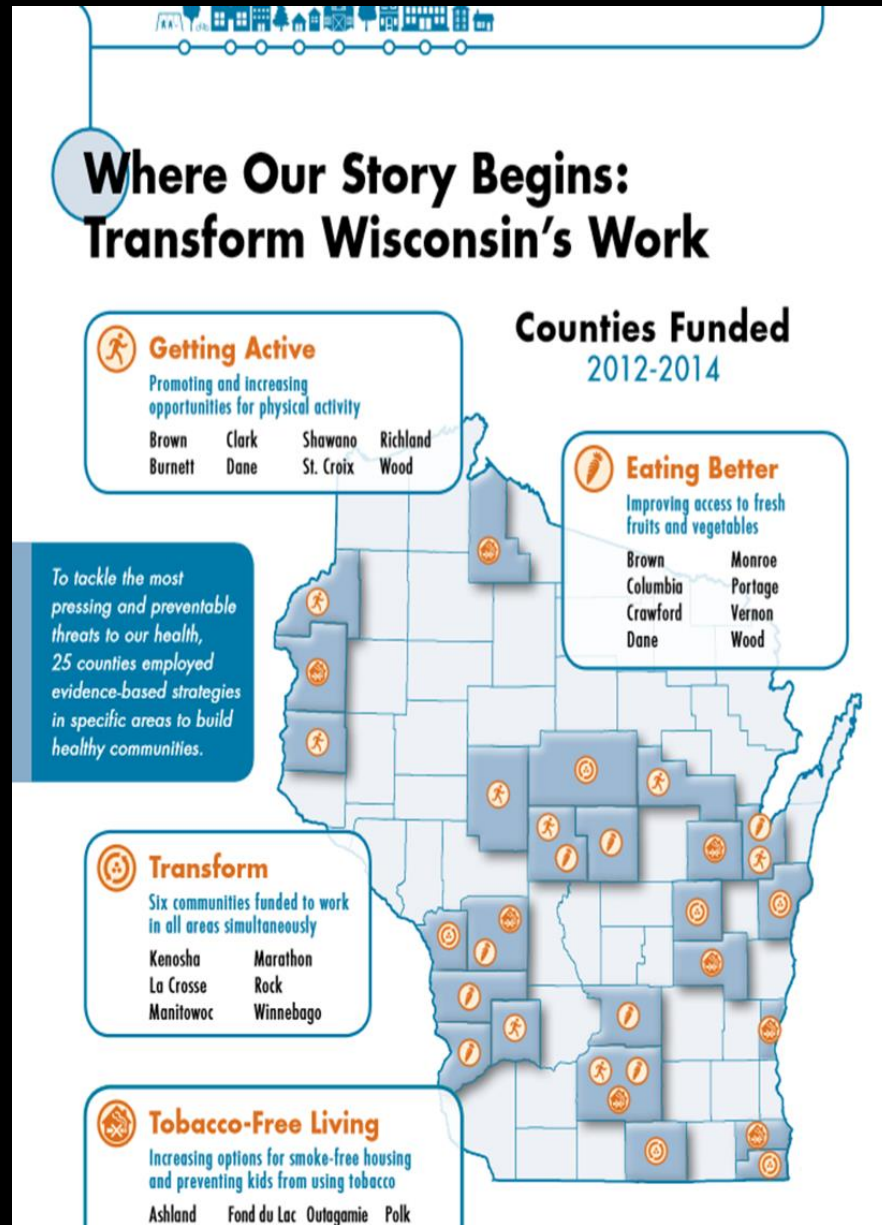 Where Our Story Begins:
Transform Wisconsin's Work
Counties Funded
2012-2014
Getting Active
Promoting and increasing
opportunities for physical activity
Brown Clark Shawano Richland
Burnett Dane St. Croix Wood
Eating Better
Improving access to fresh
fruits and vegetables
Brown Monroe
Columbia Portage
Crawford Vernon
Dane Wood
To tackle the most
pressing and preventable
threats to our health,
25 counties employed
evidence-based strategies
in specific areas to build
healthy communities.
Transform
Six communities funded to work
in all areas simultaneously
Kenosha Marathon
La Crosse Rock
Manitowoc Winnebago
Tobacco-Free Living
Increasing options for smoke-free housing
and preventing kids from using tobacco
Ashland Fond du Lac Outagamie Polk